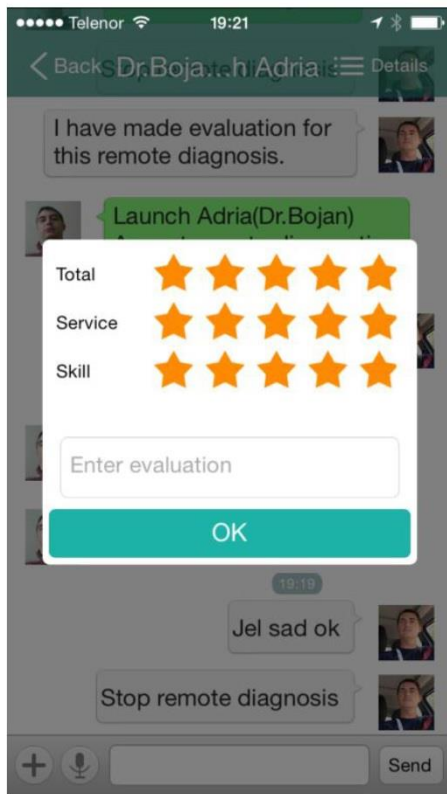 Telenor 19:21
Back Dr.Boja...h Adria Details
I have made evaluation for
this remote diagnosis.
Launch Adria(Dr.Bojan)
Total
Service
Skill
Enter evaluation
OK
19:19
Jel sad ok
Stop remote diagnosis
Send